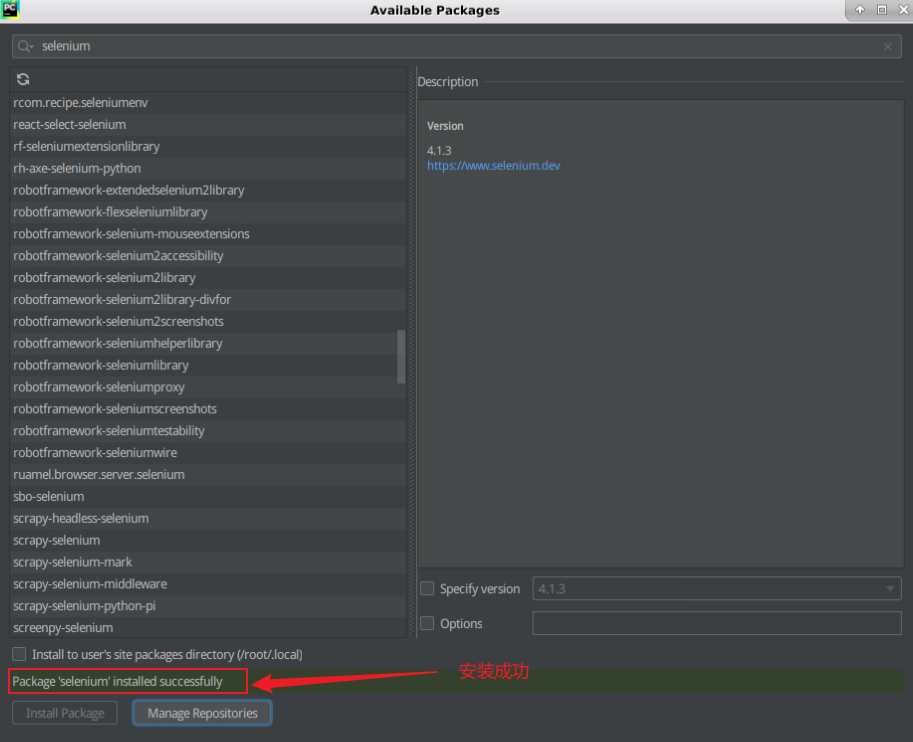 PC
Available Packages
selenium
rcom.recipe.seleniumenv
react-select-selenium
rf-seleniumextensionlibrary
rh-axe-selenium-python
robotframework-extendedselenium2library
robotframework-flexseleniumlibrary
robotframework-selenium-mouseextensions
robotframework-selenium2accessibility
robotframework-selenium2library
robotframework-selenium2library-divfor
robotframework-selenium2screenshots
robotframework-seleniumhelperlibrary
robotframework-seleniumlibrary
robotframework-seleniumproxy
robotframework-seleniumscreenshots
robotframework-seleniumtestability
robotframework-seleniumwire
ruamel.browser.server.selenium
sbo-selenium
scrapy-headless-selenium
scrapy-selenium
scrapy-selenium-mark
scrapy-selenium-middleware
scrapy-selenium-python-pi
screenpy-selenium
Description
Version
4.1.3
https://www.selenium.dev
Specify version
4.1.3
Options
Install to user's site packages directory (/root/.local)
Package 'selenium' installed successfully
安装成功
Install Package
Manage Repositories